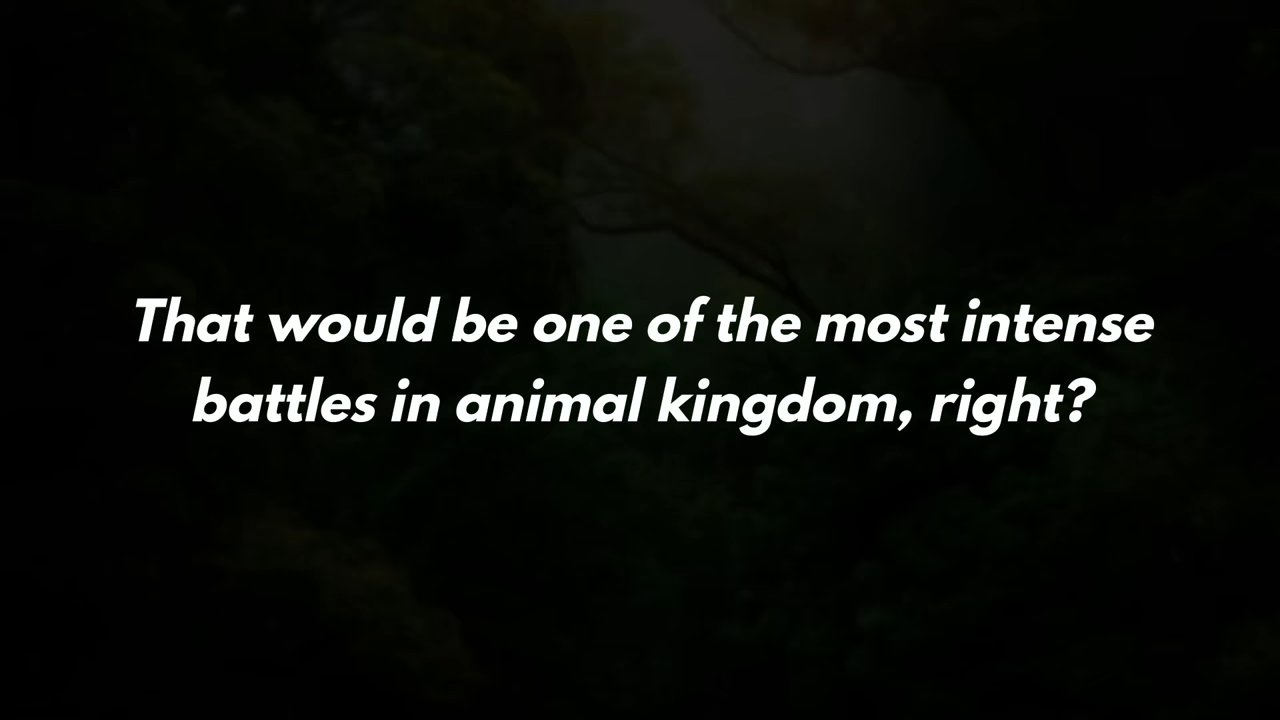 That would be one of the most intense
battles in animal kingdom, right?